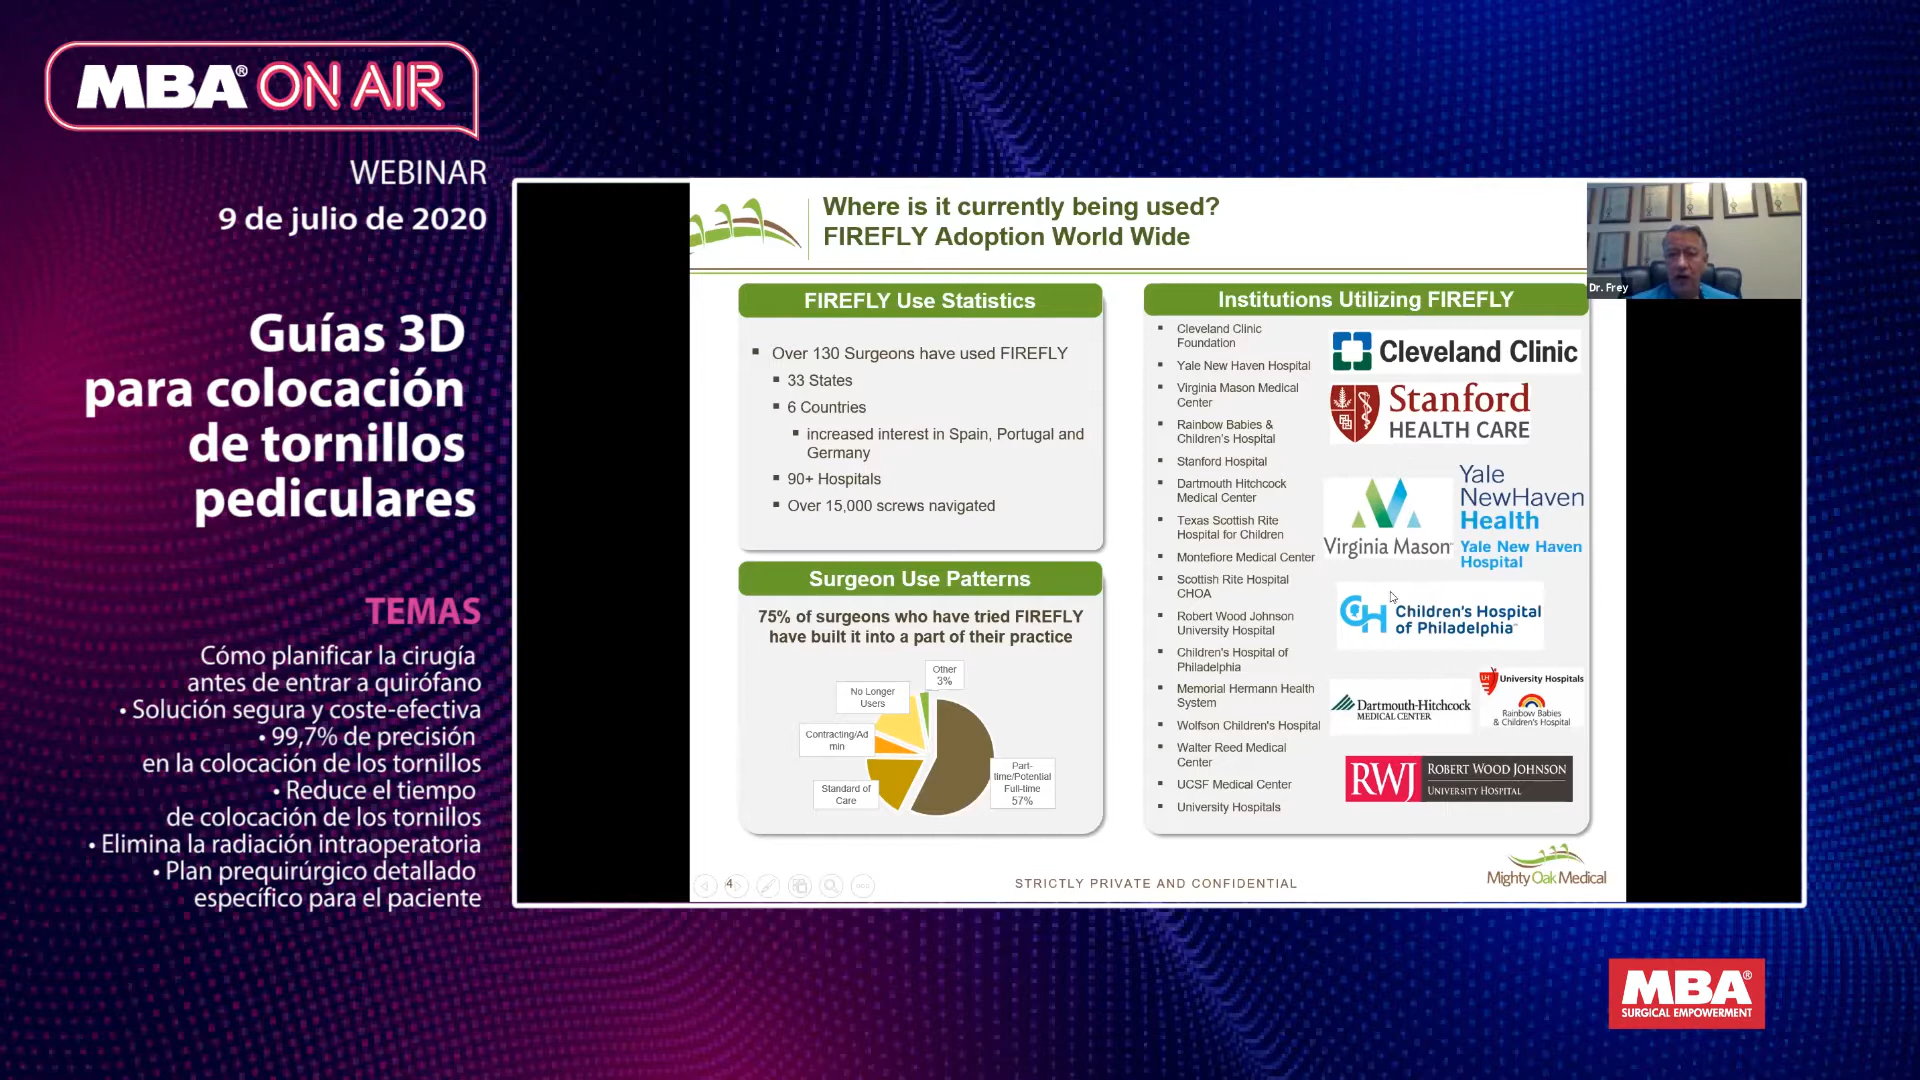 MBA® ON AIR
WEBINAR
9 de julio de 2020
Guías 3D
para colocación
de tornillos
pediculares
TEMAS
Cómo planificar la cirugía
antes de entrar a quirófano
• Solución segura y coste-efectiva
• 99,7% de precisión
en la colocación de los tornillos
• Reduce el tiempo
de colocación de los tornillos
• Elimina la radiación intraoperatoria
• Plan prequirúrgico detallado
específico para el paciente
Where is it currently being used?
FIREFLY Adoption World Wide
Dr. Frey
FIREFLY Use Statistics
▪ Over 130 Surgeons have used FIREFLY
▪ 33 States
▪ 6 Countries
▪ increased interest in Spain, Portugal and
Germany
▪ 90+ Hospitals
▪ Over 15,000 screws navigated
Surgeon Use Patterns
75% of surgeons who have tried FIREFLY
have built it into a part of their practice
Other
3%
No Longer
Users
Contracting/Ad
min
Standard of
Care
Part-
time/Potential
Full-time
57%
Institutions Utilizing FIREFLY
▪ Cleveland Clinic
Foundation
▪ Yale New Haven Hospital
▪ Virginia Mason Medical
Center
▪ Rainbow Babies &
Children's Hospital
▪ Stanford Hospital
▪ Dartmouth Hitchcock
Medical Center
▪ Texas Scottish Rite
Hospital for Children
▪ Montefiore Medical Center
▪ Scottish Rite Hospital
CHOA
▪ Robert Wood Johnson
University Hospital
▪ Children's Hospital of
Philadelphia
▪ Memorial Hermann Health
System
▪ Wolfson Children's Hospital
▪ Walter Reed Medical
Center
▪ UCSF Medical Center
▪ University Hospitals
Cleveland Clinic
Stanford
HEALTH CARE
Virginia Mason™
Yale
NewHaven
Health
Yale New Haven
Hospital
CH
Children's Hospital
of Philadelphia™
Dartmouth-Hitchcock
MEDICAL CENTER
UH
University Hospitals
Rainbow Babies
& Children's Hospital
RWJ
ROBERT WOOD JOHNSON
UNIVERSITY HOSPITAL
4
STRICTLY PRIVATE AND CONFIDENTIAL
Mighty Oak Medical
MBA®
SURGICAL EMPOWERMENT